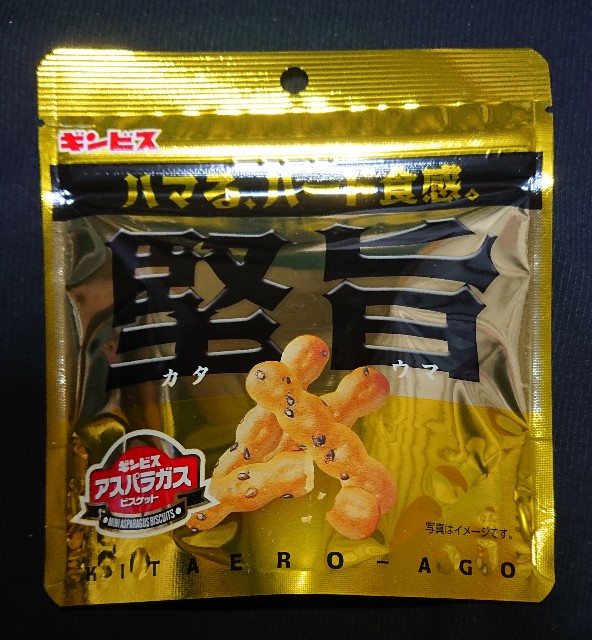 ギンビス
ハマる、ハード食感。
堅旨
カタ ウマ
ギンビス
アスパラガス
ビスケット
MINI ASPARAGUS BISCUITS
写真はイメージです。
KITAERO-AGO